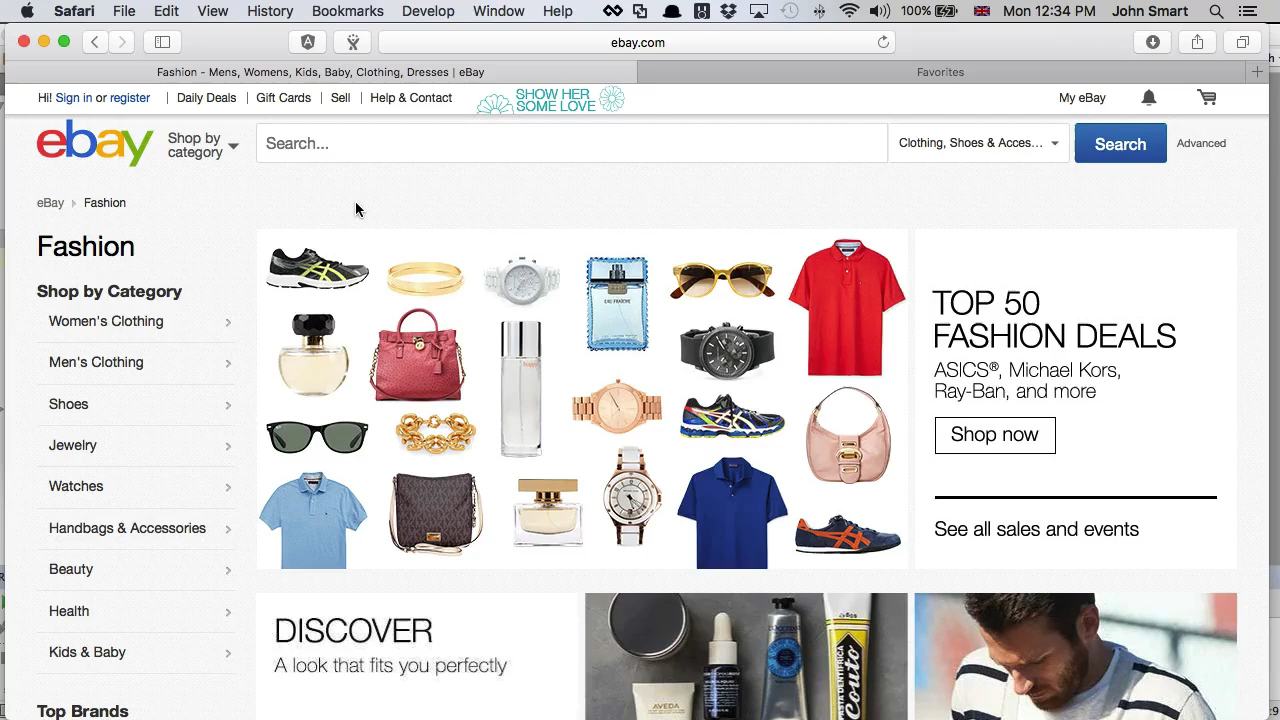 Safari File Edit View History Bookmarks Develop Window Help 100% Mon 12:34 PM John Smart
ebay.com
Fashion - Mens, Womens, Kids, Baby, Clothing, Dresses | eBay
Favorites
Hi! Sign in or register Daily Deals Gift Cards Sell Help & Contact
SHOW HER
SOME LOVE
My eBay
ebay
Shop by
category
Search...
Clothing, Shoes & Acces...
Search
Advanced
eBay Fashion
Fashion
Shop by Category
Women's Clothing
Men's Clothing
Shoes
Jewelry
Watches
Handbags & Accessories
Beauty
Health
Kids & Baby
Top Brands
EAU FRAÎCHE
TOP 50
FASHION DEALS
ASICS®, Michael Kors,
Ray-Ban, and more
Shop now
See all sales and events
DISCOVER
A look that fits you perfectly
AVEDA